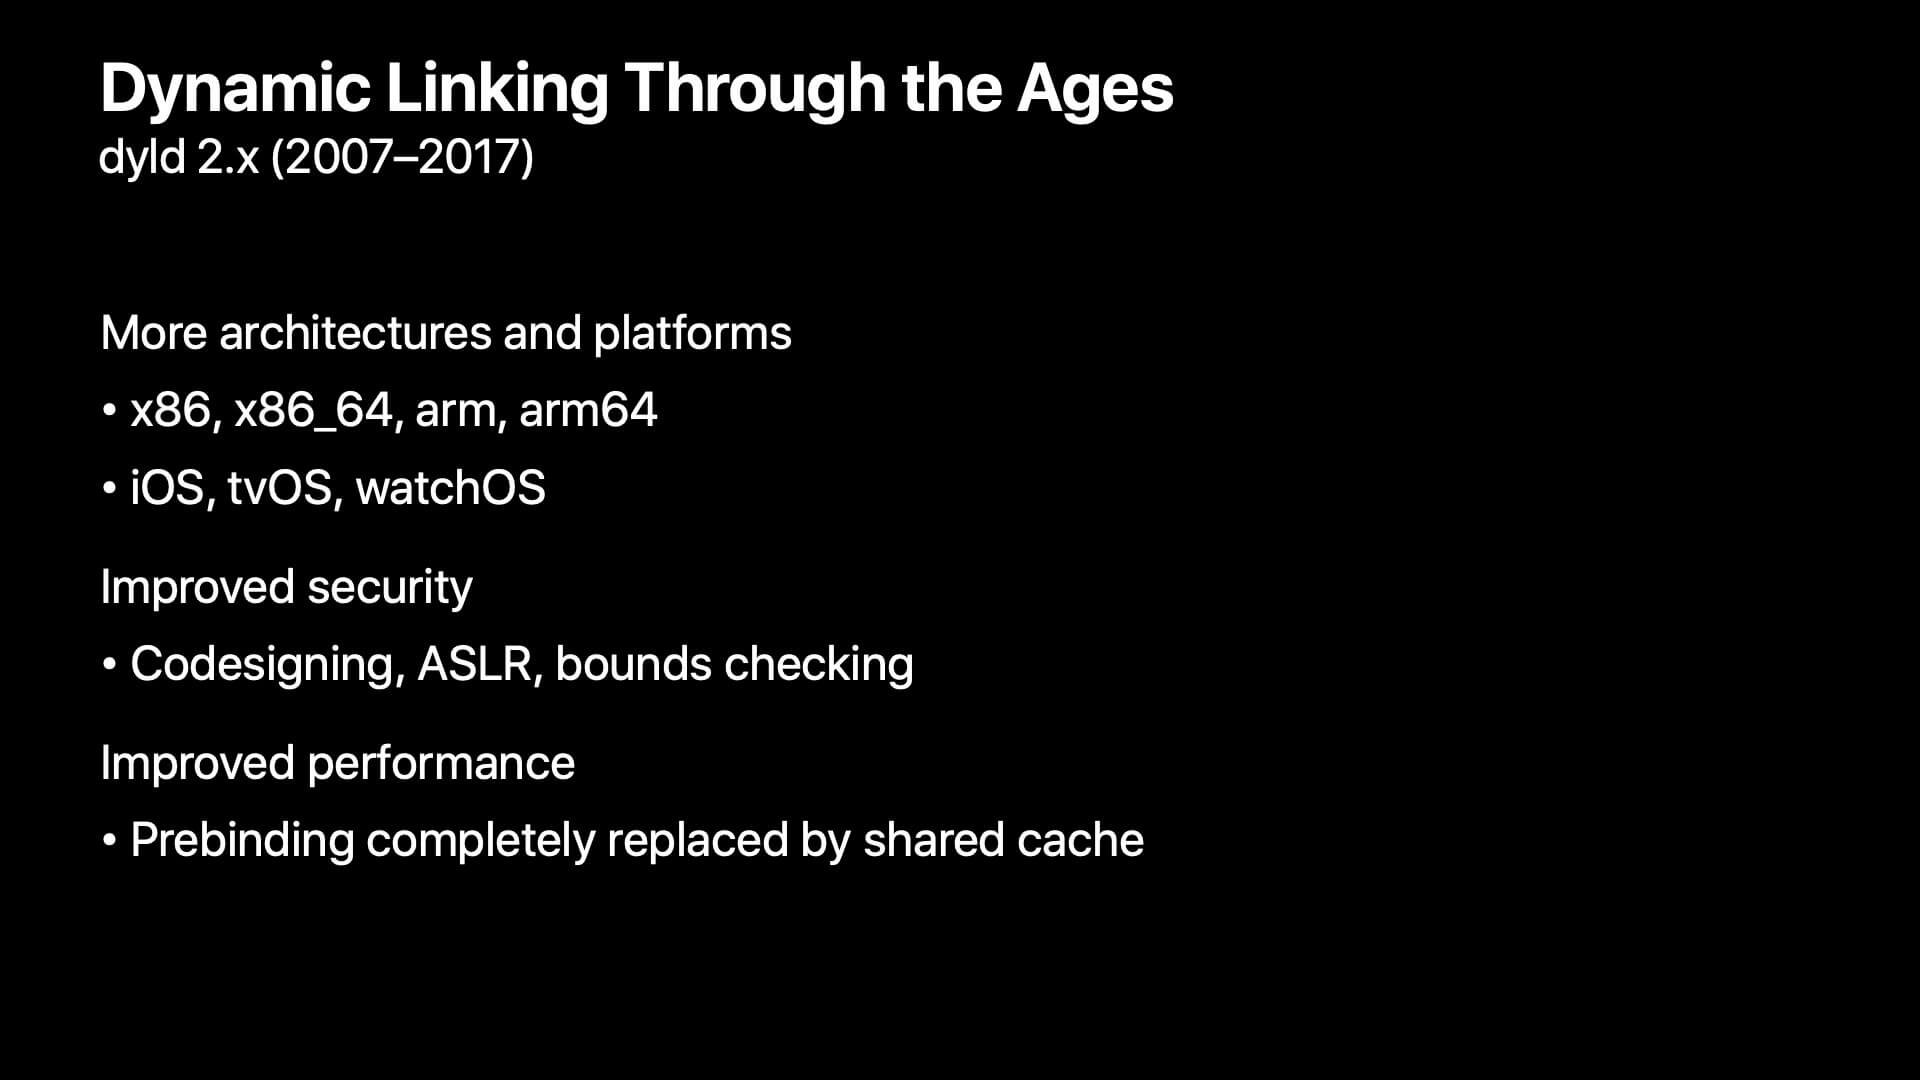 Dynamic Linking Through the Ages
dyld 2.x (2007–2017)
More architectures and platforms
• x86, x86_64, arm, arm64
• iOS, tvOS, watchOS
Improved security
• Codesigning, ASLR, bounds checking
Improved performance
• Prebinding completely replaced by shared cache